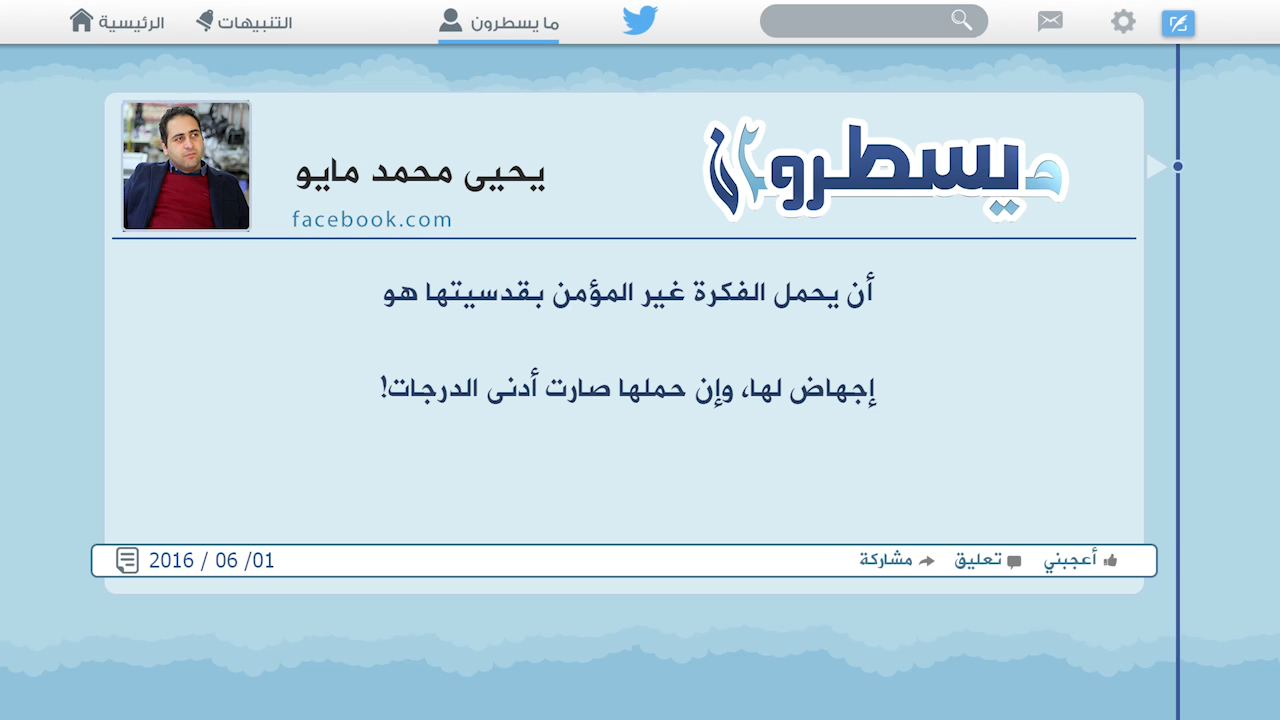 الرئيسية
التنبيهات
ما يسطرون
يحيى محمد مايو
facebook.com
ما يسطرون
أن يحمل الفكرة غير المؤمن بقدسيتها هو
إجهاض لها، وإن حملها صارت أدنى الدرجات!
2016 / 06 /01
أعجبني تعليق مشاركة